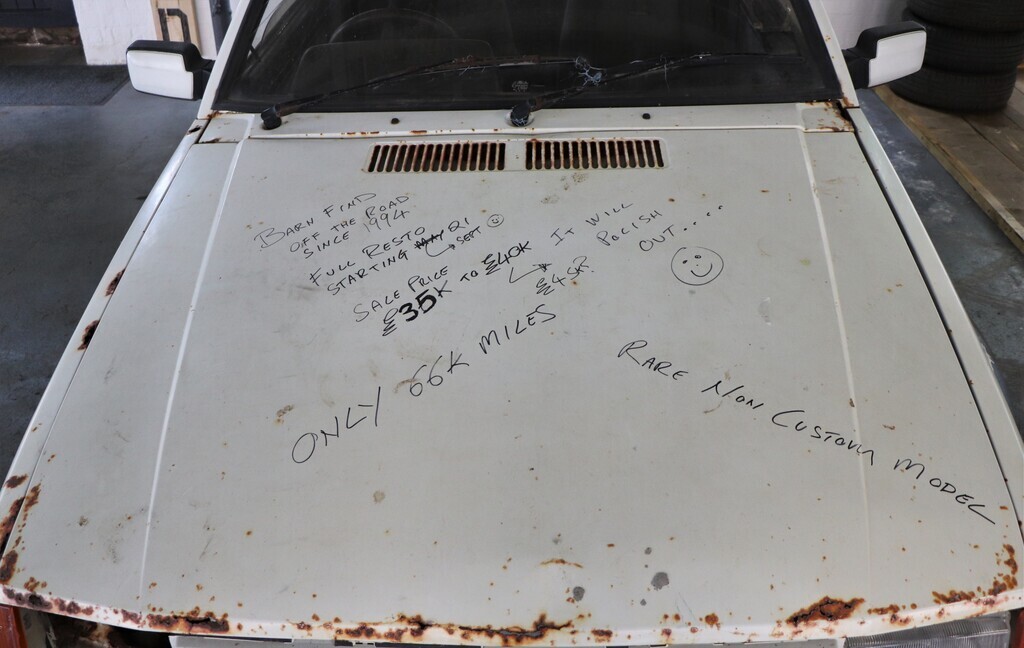 D
BARN FIND
OFF THE ROAD
SINCE 1994
FULL RESTO
STARTING MAY 21
SEPT
SALE PRICE
£35K TO £40K
£45K?
IT WILL
POLISH
OUT.....
ONLY 66K MILES
RARE NON CUSTOM MODEL